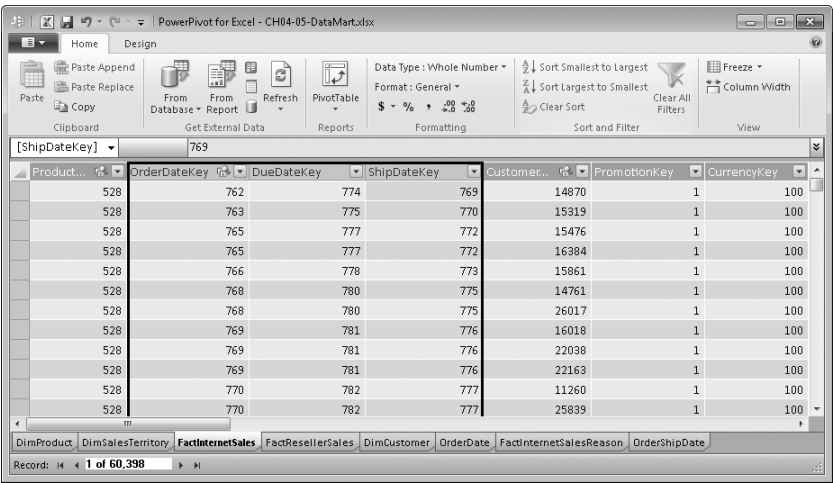 PowerPivot for Excel - CH04-05-DataMart.xlsx
Home Design
Paste
Paste Append
Paste Replace
Copy
Clipboard
From Database
From Report
Refresh
Get External Data
PivotTable
Reports
Data Type : Whole Number
Format : General
$ % , .00 .00
Formatting
Sort Smallest to Largest
Sort Largest to Smallest
Clear Sort
Clear All Filters
Sort and Filter
Freeze
Column Width
View
[ShipDateKey] 769
Product... OrderDateKey DueDateKey ShipDateKey Customer... PromotionKey CurrencyKey
528 762 774 769 14870 1 100
528 763 775 770 15319 1 100
528 765 777 772 15476 1 100
528 765 777 772 16384 1 100
528 766 778 773 15861 1 100
528 768 780 775 14761 1 100
528 768 780 775 26017 1 100
528 769 781 776 16018 1 100
528 769 781 776 22038 1 100
528 769 781 776 22163 1 100
528 770 782 777 11260 1 100
528 770 782 777 25839 1 100
DimProduct DimSalesTerritory FactInternetSales FactResellerSales DimCustomer OrderDate FactInternetSalesReason OrderShipDate
Record: 1 of 60,398